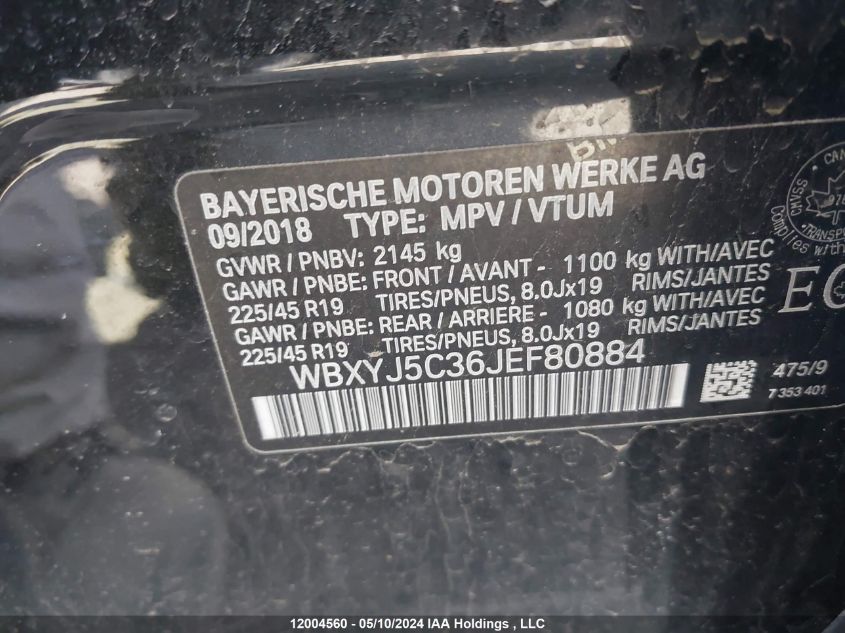 BAYERISCHE MOTOREN WERKE AG
09/2018 TYPE: MPV / VTUM
GVWR / PNBV: 2145 kg
GAWR / PNBE: FRONT / AVANT - 1100 kg WITH/AVEC
225/45 R19 TIRES/PNEUS, 8.0Jx19 RIMS/JANTES
GAWR / PNBE: REAR / ARRIERE - 1080 kg WITH/AVEC
225/45 R19 TIRES/PNEUS, 8.0Jx19 RIMS/JANTES
WBXYJ5C36JEF80884
475/9
7 353 401
CMVSS
12004560 - 05/10/2024 IAA Holdings , LLC